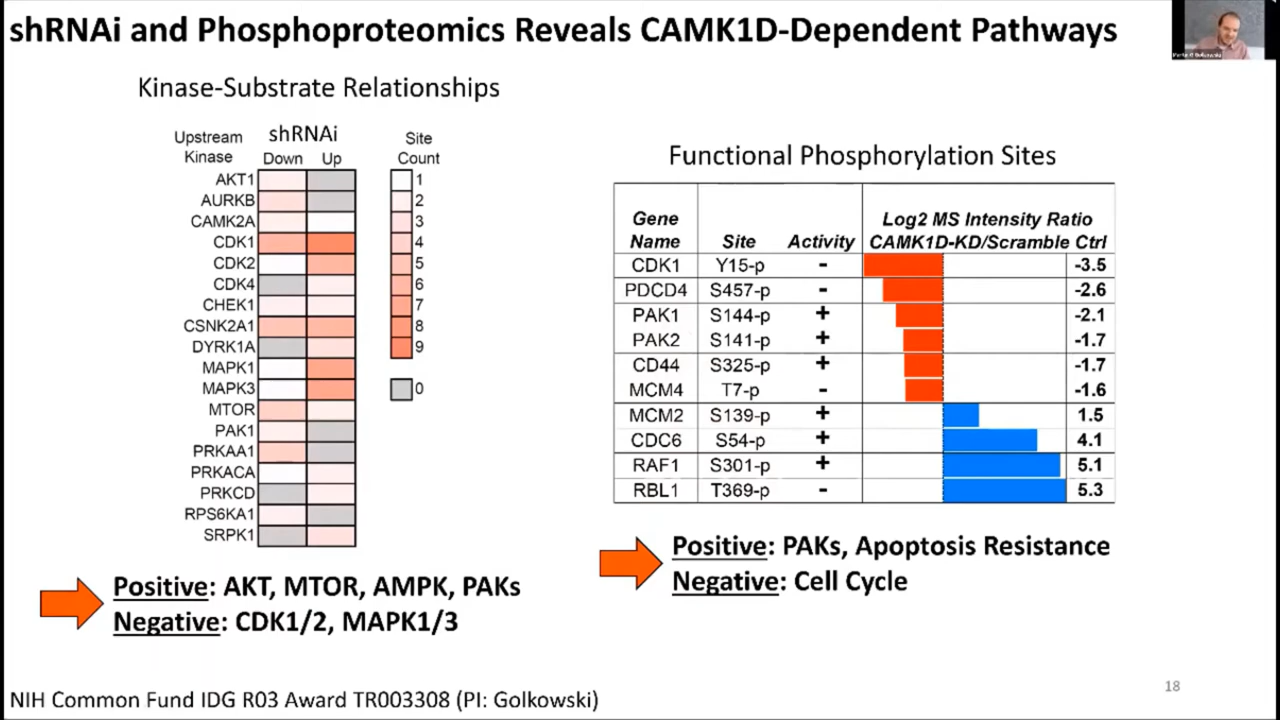 shRNAi and Phosphoproteomics Reveals CAMK1D-Dependent Pathways
Kinase-Substrate Relationships
Upstream Kinase
shRNAi
Down Up
Site Count
AKT1
AURKB
CAMK2A
CDK1
CDK2
CDK4
CHEK1
CSNK2A1
DYRK1A
MAPK1
MAPK3
MTOR
PAK1
PRKAA1
PRKACA
PRKCD
RPS6KA1
SRPK1
1
2
3
4
5
6
7
8
9
0
Positive: AKT, MTOR, AMPK, PAKs
Negative: CDK1/2, MAPK1/3
Functional Phosphorylation Sites
Gene Name Site Activity Log2 MS Intensity Ratio CAMK1D-KD/Scramble Ctrl
CDK1 Y15-p - -3.5
PDCD4 S457-p - -2.6
PAK1 S144-p + -2.1
PAK2 S141-p + -1.7
CD44 S325-p + -1.7
MCM4 T7-p - -1.6
MCM2 S139-p + 1.5
CDC6 S54-p + 4.1
RAF1 S301-p + 5.1
RBL1 T369-p - 5.3
Positive: PAKs, Apoptosis Resistance
Negative: Cell Cycle
NIH Common Fund IDG R03 Award TR003308 (PI: Golkowski)
18